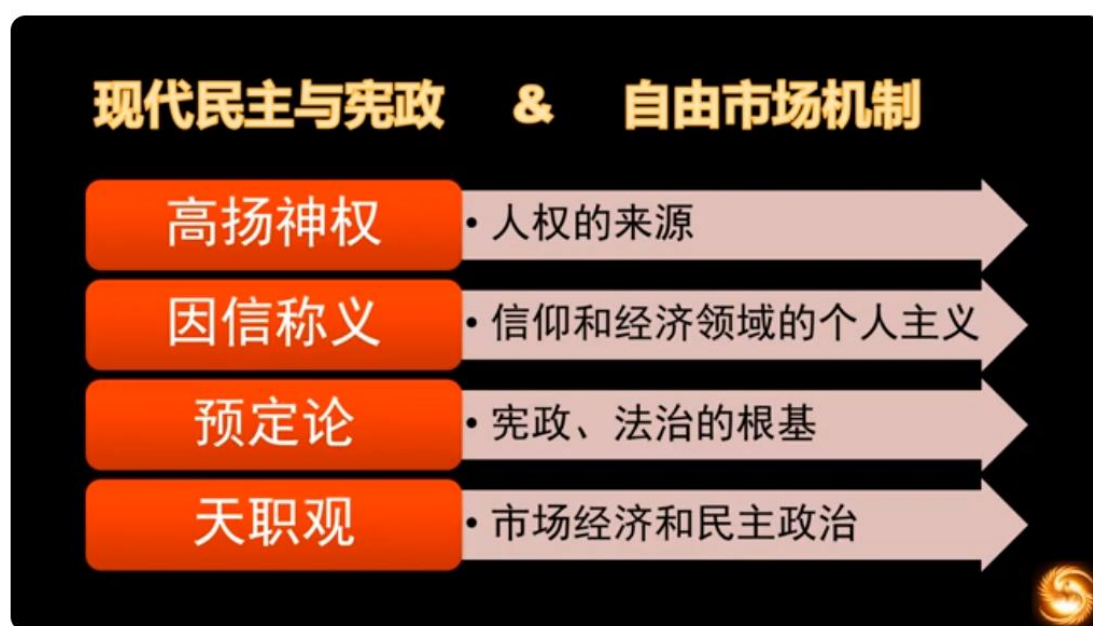 现代民主与宪政 & 自由市场机制
高扬神权
• 人权的来源
因信称义
• 信仰和经济领域的个人主义
预定论
• 宪政、法治的根基
天职观
• 市场经济和民主政治